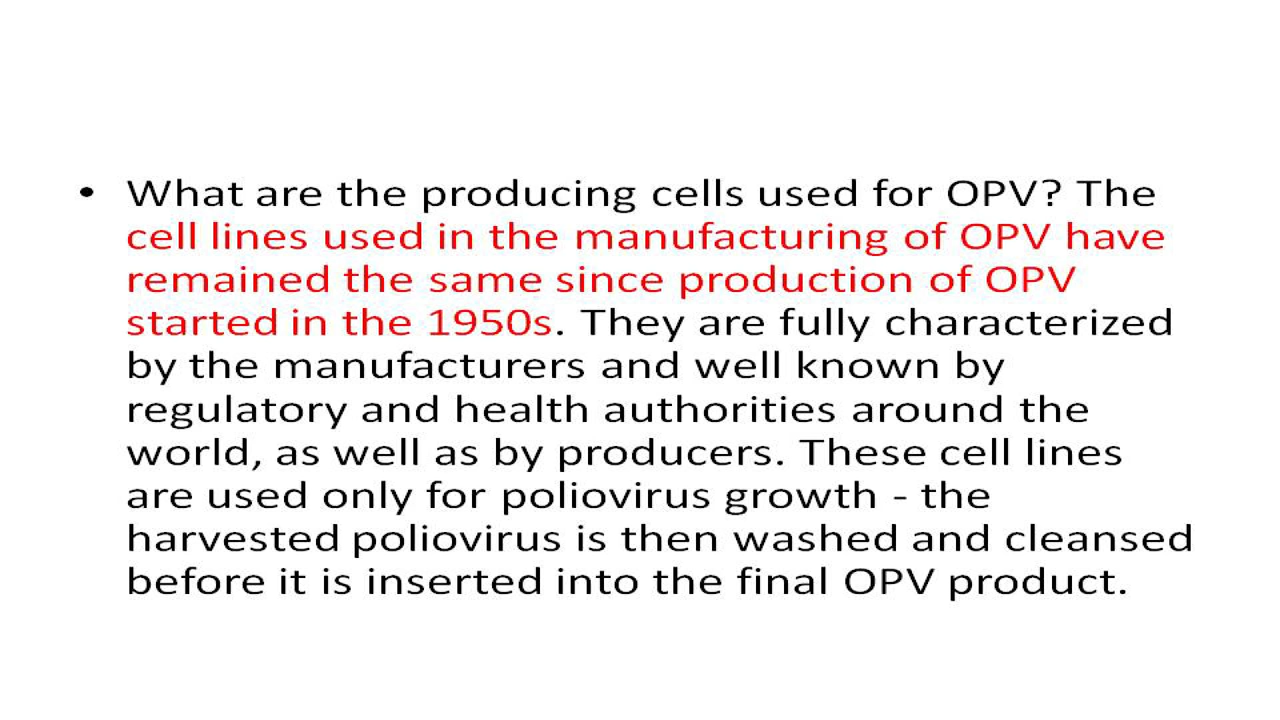 • What are the producing cells used for OPV? The
cell lines used in the manufacturing of OPV have
remained the same since production of OPV
started in the 1950s. They are fully characterized
by the manufacturers and well known by
regulatory and health authorities around the
world, as well as by producers. These cell lines
are used only for poliovirus growth - the
harvested poliovirus is then washed and cleansed
before it is inserted into the final OPV product.